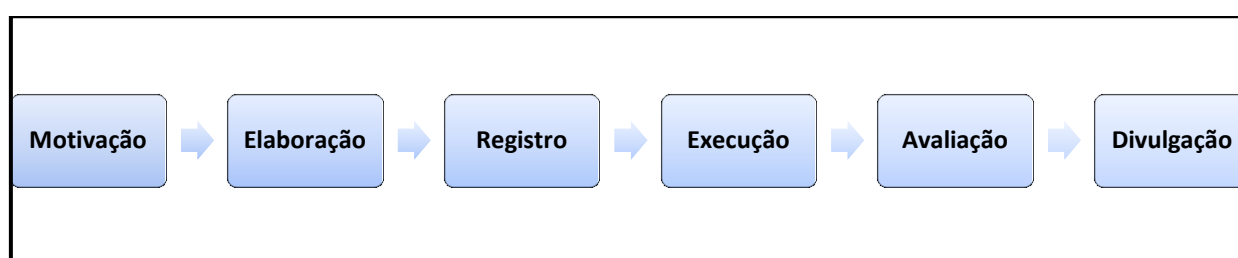 Motivação
Elaboração
Registro
Execução
Avaliação
Divulgação